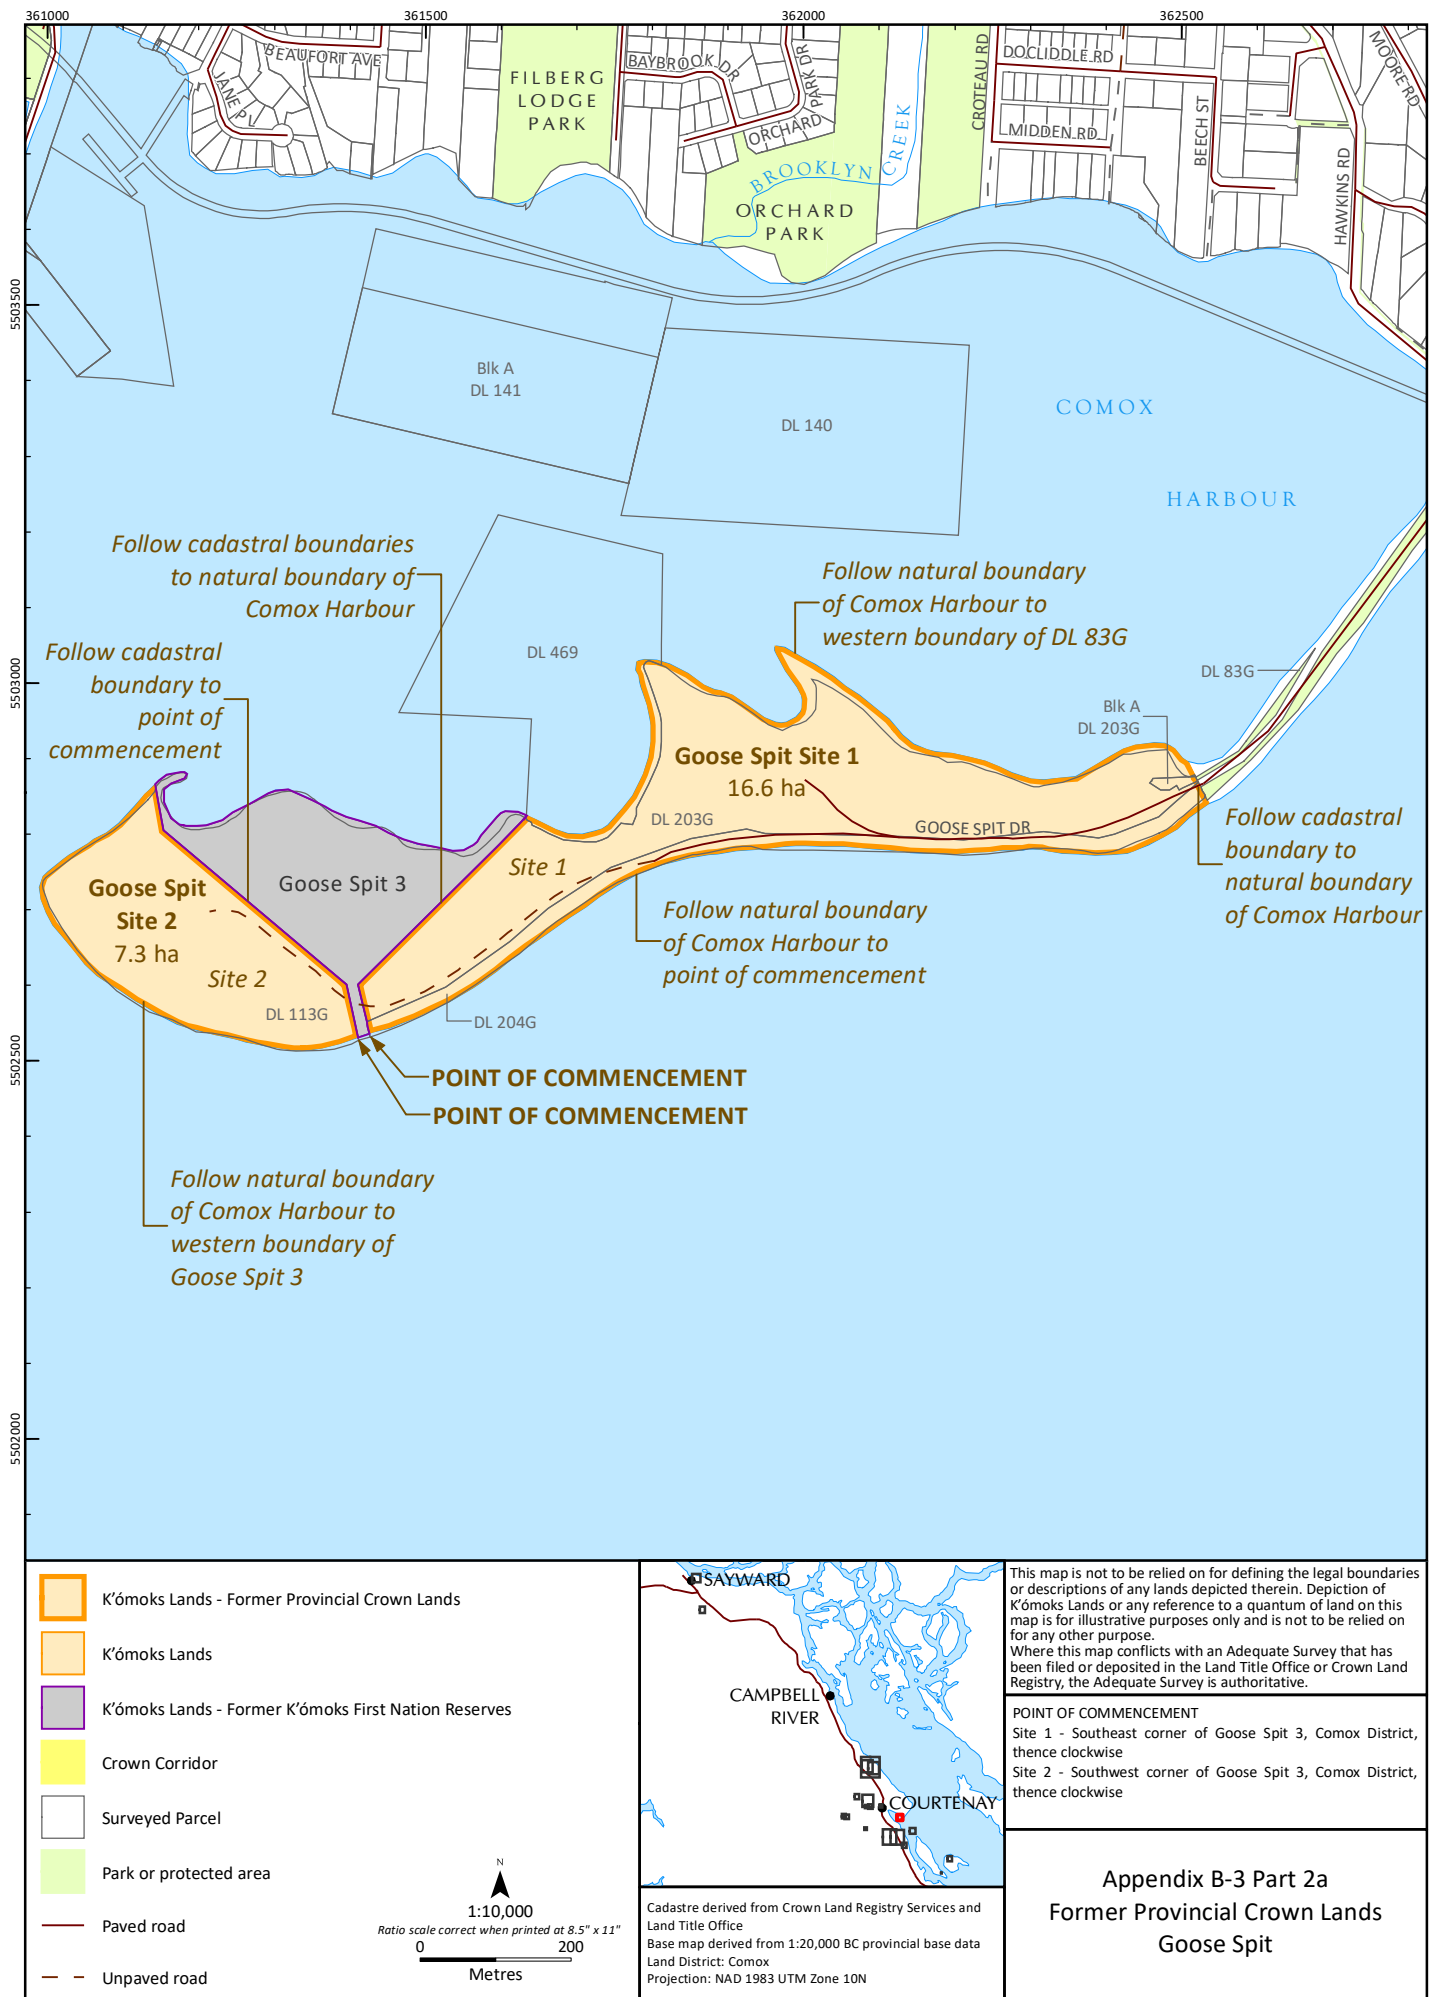 361000
361500
362000
362500
5503500
5503000
5502500
5502000
BEAUFORT AVE
JANE PL
FILBERG
LODGE
PARK
BAYBROOK DR
PARK DR
ORCHARD
BROOKLYN
CREEK
ORCHARD
PARK
CROTEAU RD
DOCLIDDLE RD
MIDDEN RD
BEECH ST
HAWKINS RD
MOORE RD
Blk A
DL 141
DL 140
COMOX
HARBOUR
Follow cadastral boundaries
to natural boundary of
Comox Harbour
Follow natural boundary
of Comox Harbour to
western boundary of DL 83G
Follow cadastral
boundary to
point of
commencement
DL 469
DL 83G
Blk A
DL 203G
Goose Spit Site 1
16.6 ha
DL 203G
GOOSE SPIT DR
Follow cadastral
boundary to
natural boundary
of Comox Harbour
Site 1
Goose Spit 3
Goose Spit
Site 2
7.3 ha
Site 2
Follow natural boundary
of Comox Harbour to
point of commencement
DL 113G
DL 204G
POINT OF COMMENCEMENT
POINT OF COMMENCEMENT
Follow natural boundary
of Comox Harbour to
western boundary of
Goose Spit 3
K'ómoks Lands - Former Provincial Crown Lands
K'ómoks Lands
K'ómoks Lands - Former K'ómoks First Nation Reserves
Crown Corridor
Surveyed Parcel
Park or protected area
Paved road
Unpaved road
N
1:10,000
Ratio scale correct when printed at 8.5" x 11"
0 200
Metres
SAYWARD
CAMPBELL
RIVER
COURTENAY
Cadastre derived from Crown Land Registry Services and
Land Title Office
Base map derived from 1:20,000 BC provincial base data
Land District: Comox
Projection: NAD 1983 UTM Zone 10N
This map is not to be relied on for defining the legal boundaries
or descriptions of any lands depicted therein. Depiction of
K'ómoks Lands or any reference to a quantum of land on this
map is for illustrative purposes only and is not to be relied on
for any other purpose.
Where this map conflicts with an Adequate Survey that has
been filed or deposited in the Land Title Office or Crown Land
Registry, the Adequate Survey is authoritative.
POINT OF COMMENCEMENT
Site 1 - Southeast corner of Goose Spit 3, Comox District,
thence clockwise
Site 2 - Southwest corner of Goose Spit 3, Comox District,
thence clockwise
Appendix B-3 Part 2a
Former Provincial Crown Lands
Goose Spit